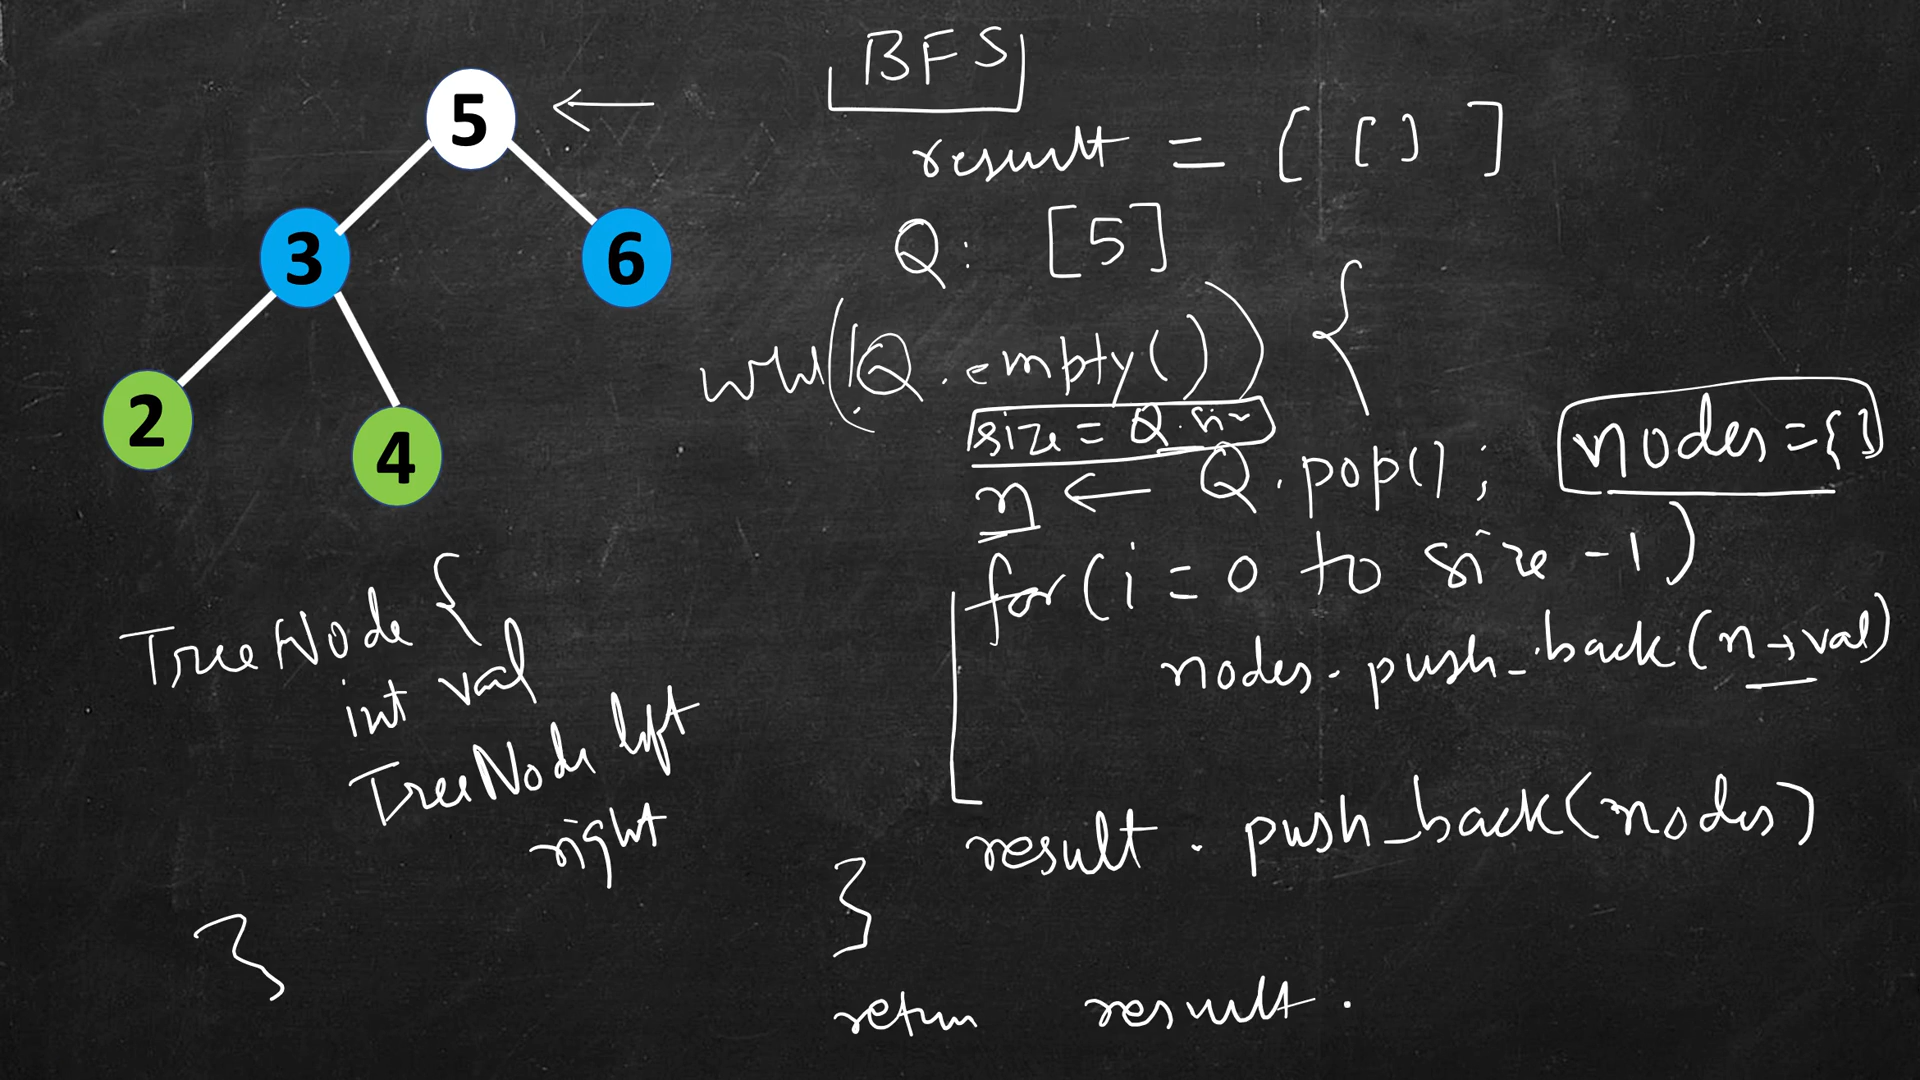 BFS
5
result = [ [ ] ]
Q: [5]
3
6
while(!Q.empty()) {
2
4
size = Q.size
nodes = { }
n ← Q.pop();
for(i = 0 to size - 1)
nodes.push_back(n→val)
TreeNode {
int val
TreeNode left
right
}
result.push_back(nodes)
}
return result.